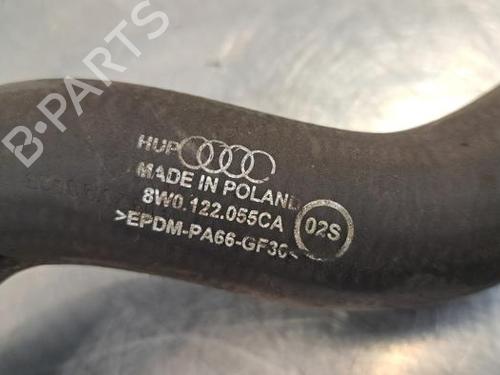 B-PARTS
HUP
MADE IN POLAND
8W0.122.055CA
02S
>EPDM-PA66-GF30<